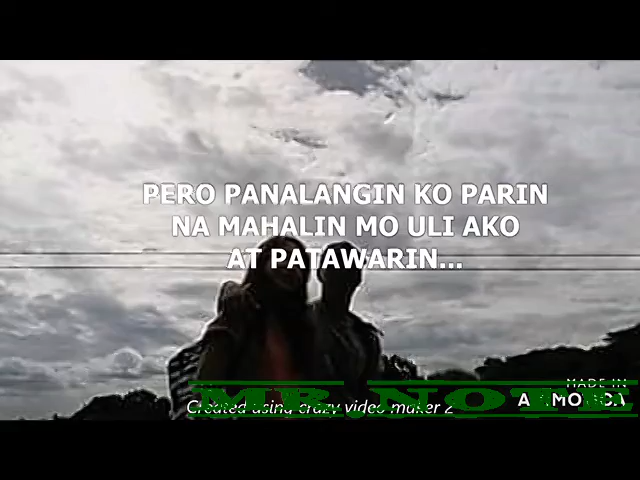 PERO PANALANGIN KO PARIN
NA MAHALIN MO ULI AKO
AT PATAWARIN...
MADE IN
MR.NOTE
Created using crazy video maker 2